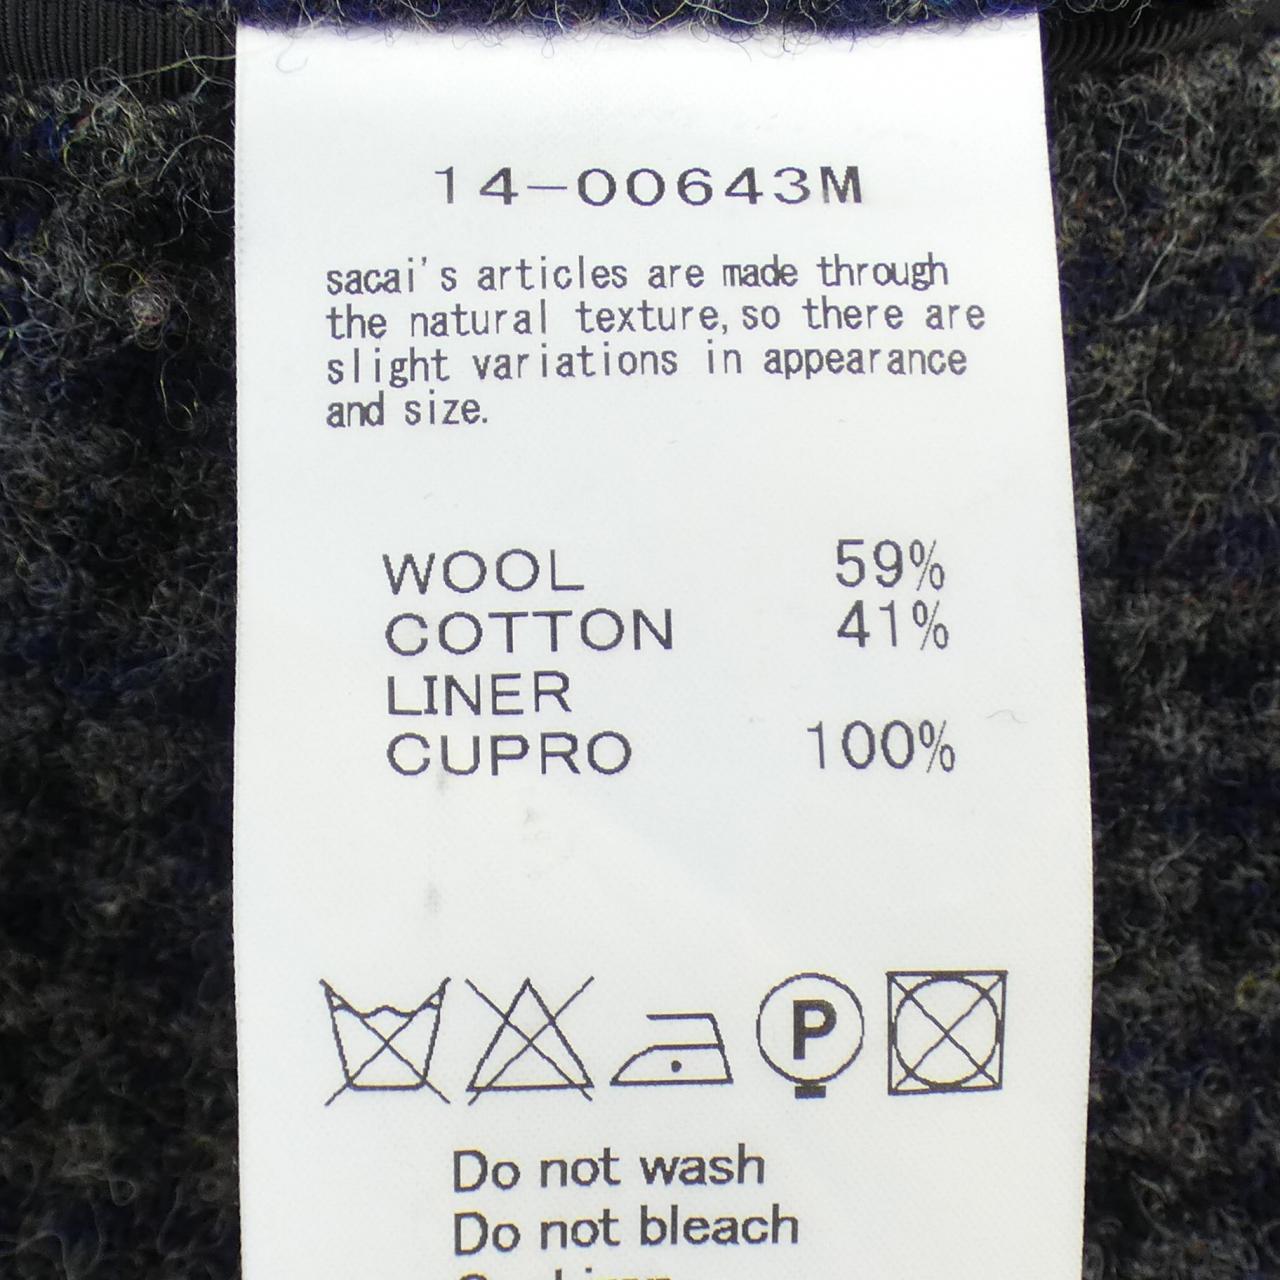 14-00643M
sacai's articles are made through
the natural texture, so there are
slight variations in appearance
and size.
WOOL 59%
COTTON 41%
LINER
CUPRO 100%
P
Do not wash
Do not bleach